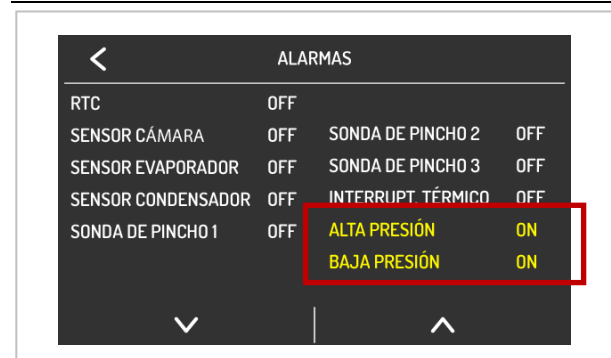 ALARMAS
RTC OFF
SENSOR CÁMARA OFF SONDA DE PINCHO 2 OFF
SENSOR EVAPORADOR OFF SONDA DE PINCHO 3 OFF
SENSOR CONDENSADOR OFF INTERRUPT. TÉRMICO OFF
SONDA DE PINCHO 1 OFF ALTA PRESIÓN ON
BAJA PRESIÓN ON